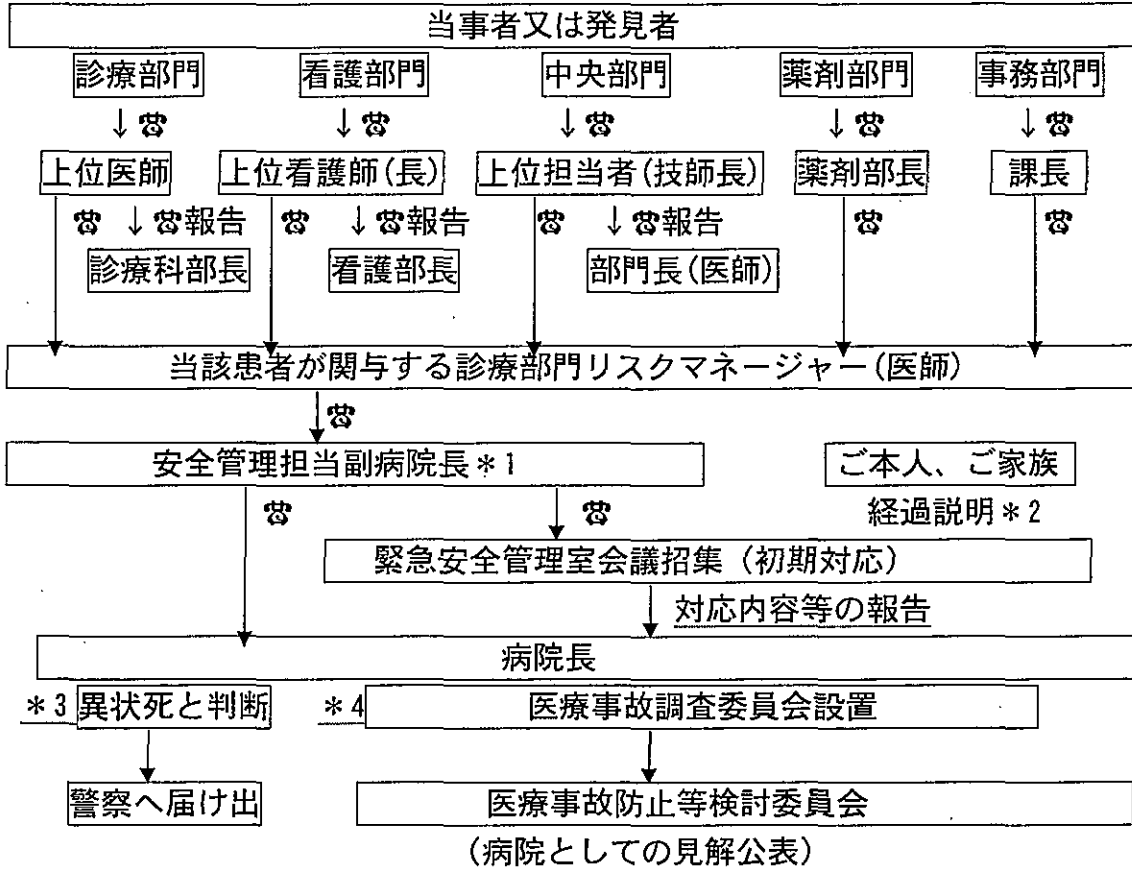 当事者又は発見者
診療部門 看護部門 中央部門 薬剤部門 事務部門
↓☎ ↓☎ ↓☎ ↓☎ ↓☎
上位医師 上位看護師(長) 上位担当者(技師長) 薬剤部長 課長
☎ ↓☎報告 ☎ ↓☎報告 ☎ ↓☎報告 ☎ ☎
診療科部長 看護部長 部門長(医師)
当該患者が関与する診療部門リスクマネージャー(医師)
☎
安全管理担当副病院長＊1 ご本人、ご家族
☎ ☎ 経過説明＊2
緊急安全管理室会議招集（初期対応）
対応内容等の報告
病院長
＊3 異状死と判断 ＊4 医療事故調査委員会設置
警察へ届け出 医療事故防止等検討委員会
（病院としての見解公表）